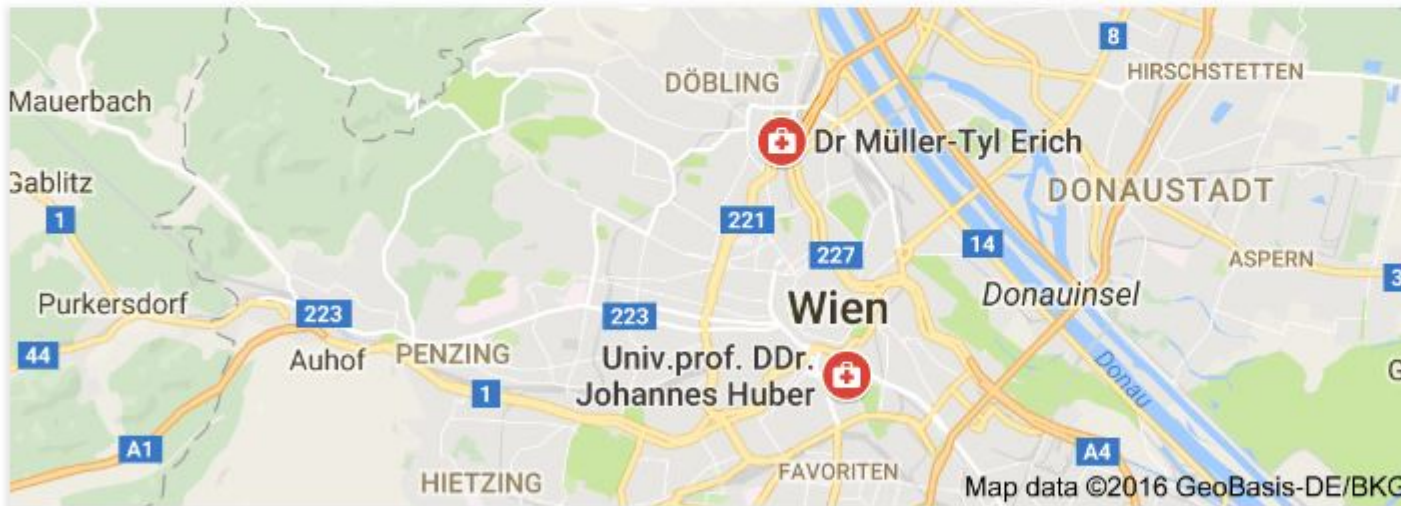 8
DÖBLING
HIRSCHSTETTEN
Mauerbach
Dr Müller-Tyl Erich
Gablitz
DONAUSTADT
1
221
14
227
ASPERN
3
Donauinsel
Purkersdorf
223
223
Wien
44
Auhof
PENZING
Univ.prof. DDr.
Johannes Huber
Donau
G
1
A1
A4
HIETZING
FAVORITEN
Map data ©2016 GeoBasis-DE/BKG